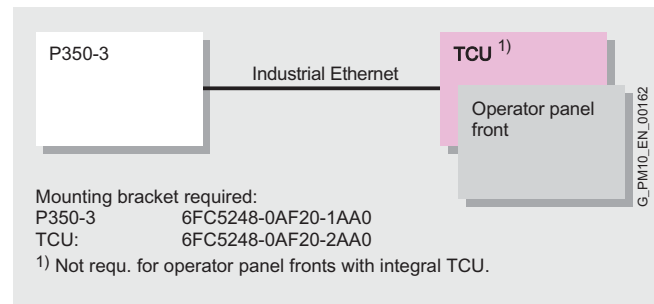 P350-3
Industrial Ethernet
TCU 1)
Operator panel
front
G_PM10_EN_00162
Mounting bracket required:
P350-3 6FC5248-0AF20-1AA0
TCU: 6FC5248-0AF20-2AA0
1) Not requ. for operator panel fronts with integral TCU.